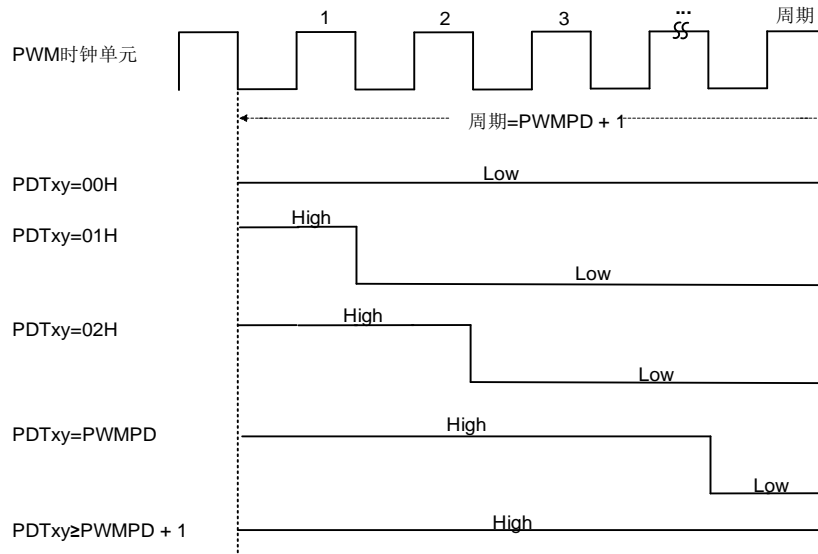 1 2 3 ... 周期
PWM时钟单元
周期=PWMPD + 1
PDTxy=00H Low
PDTxy=01H High Low
PDTxy=02H High Low
PDTxy=PWMPD High Low
PDTxy≥PWMPD + 1 High